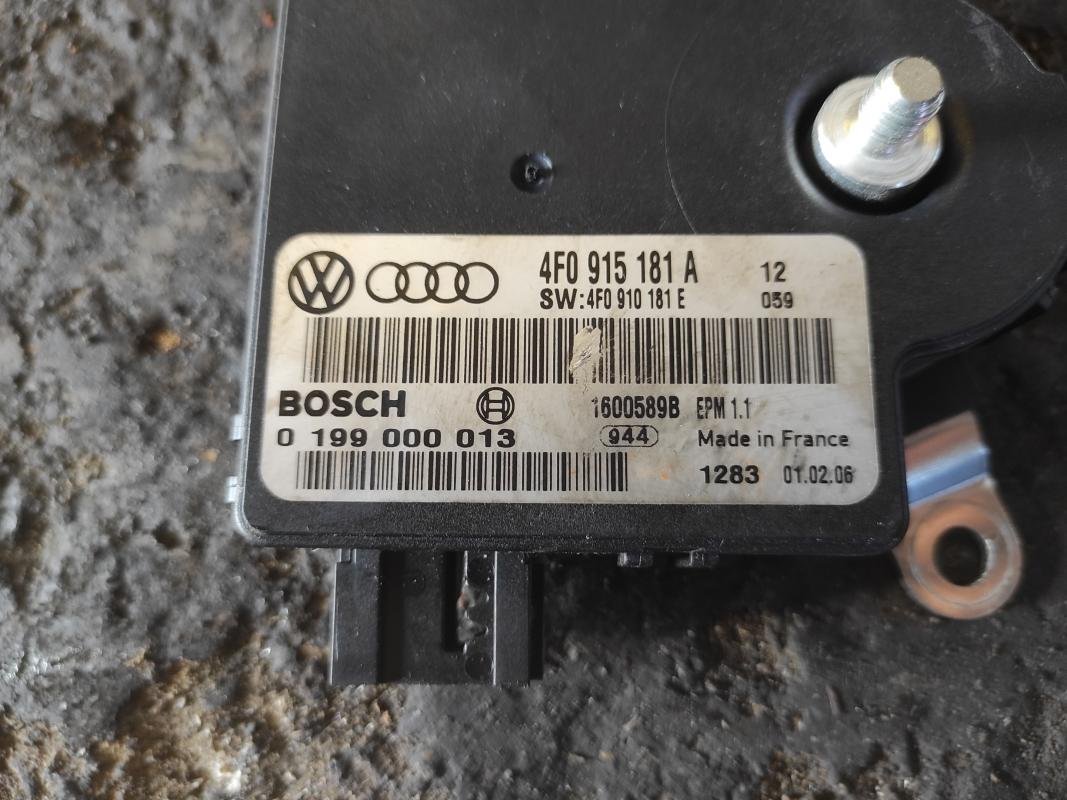 4F0 915 181 A 12
SW:4F0 910 181 E 059
BOSCH 1600589B EPM 1.1
0 199 000 013 944 Made in France
1283 01.02.06